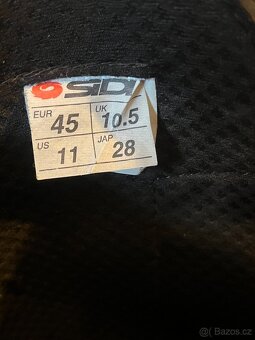 SIDI
EUR 45 UK 10.5
US 11 JAP 28
© Bazos.cz